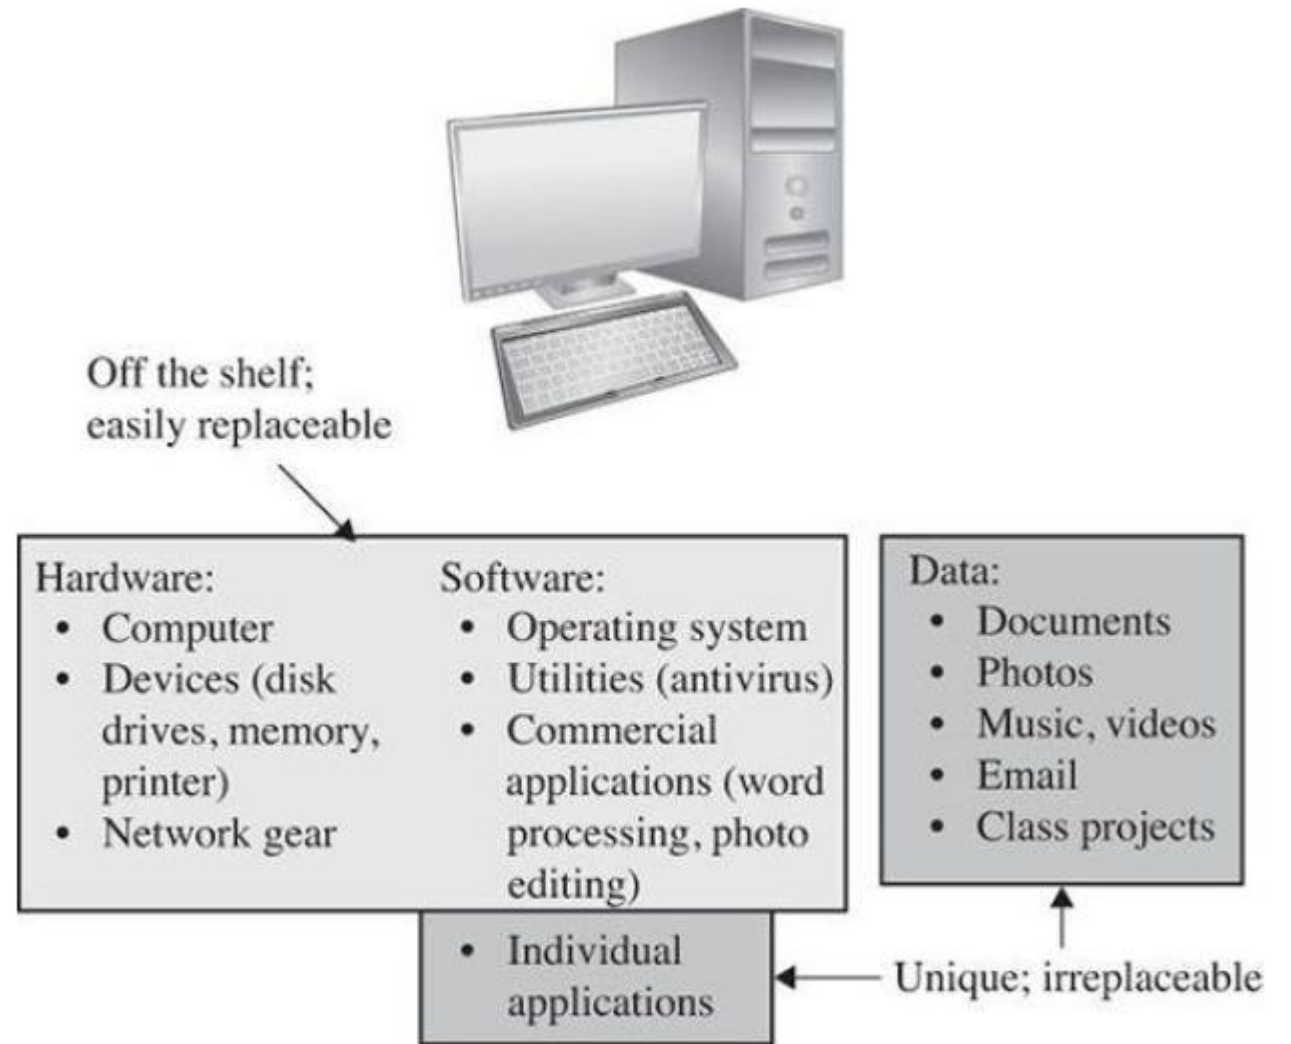 Off the shelf;
easily replaceable
Hardware:
• Computer
• Devices (disk
drives, memory,
printer)
• Network gear
Software:
• Operating system
• Utilities (antivirus)
• Commercial
applications (word
processing, photo
editing)
• Individual
applications
Data:
• Documents
• Photos
• Music, videos
• Email
• Class projects
Unique; irreplaceable